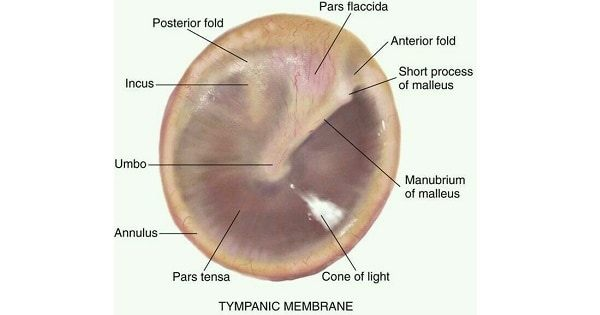 Pars flaccida
Posterior fold
Anterior fold
Incus
Short process
of malleus
Umbo
Manubrium
of malleus
Annulus
Pars tensa
Cone of light
TYMPANIC MEMBRANE